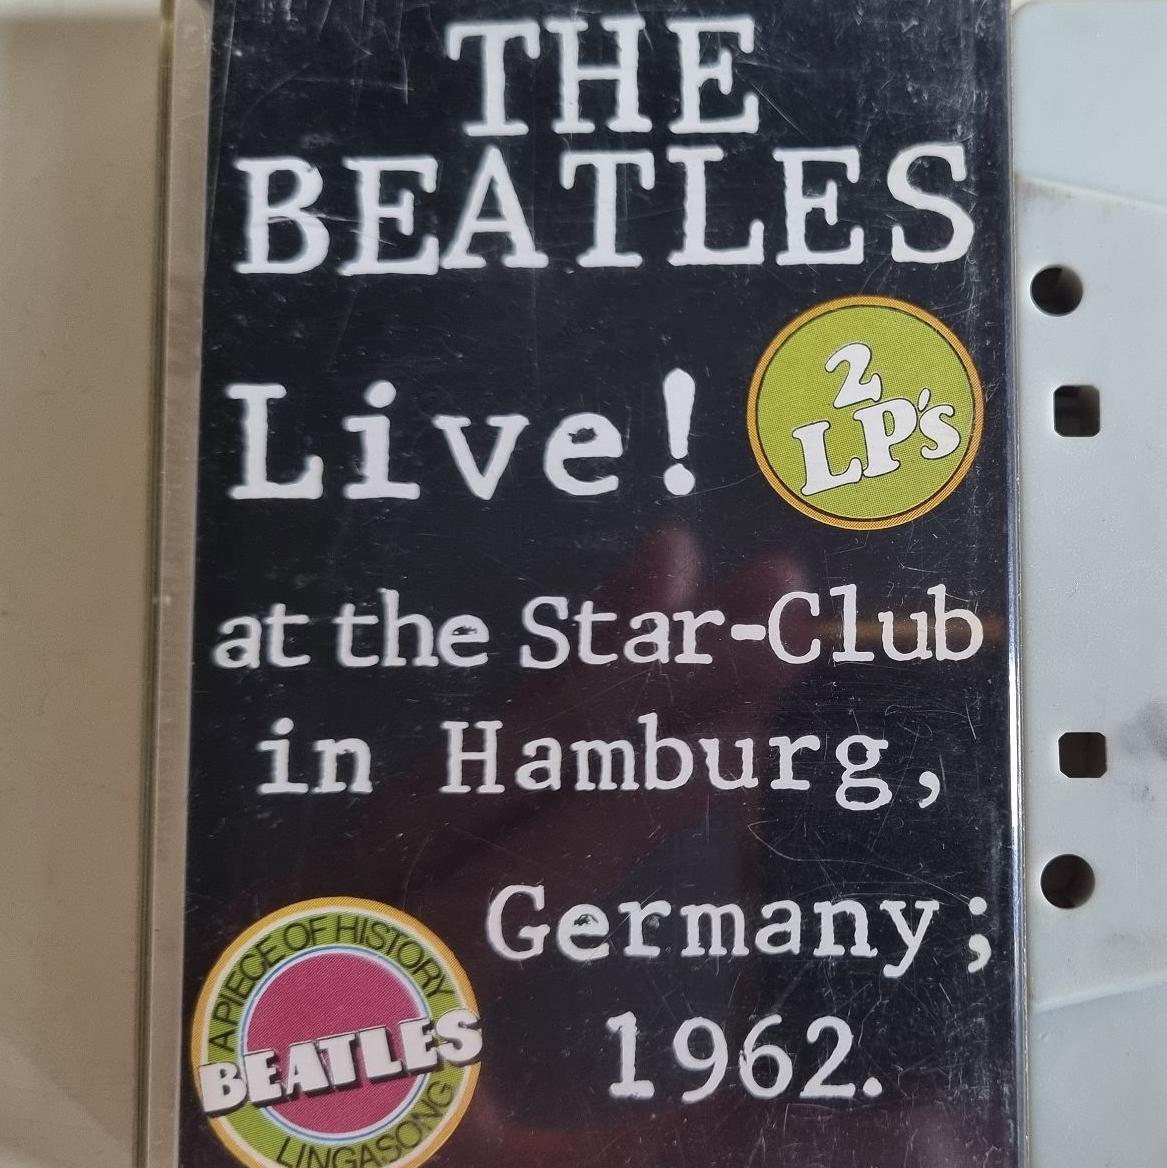 THE
BEATLES
Live!
2
LP's
at the Star-Club
in Hamburg,
Germany;
1962.
A PIECE OF HISTORY
BEATLES
LINGASONG